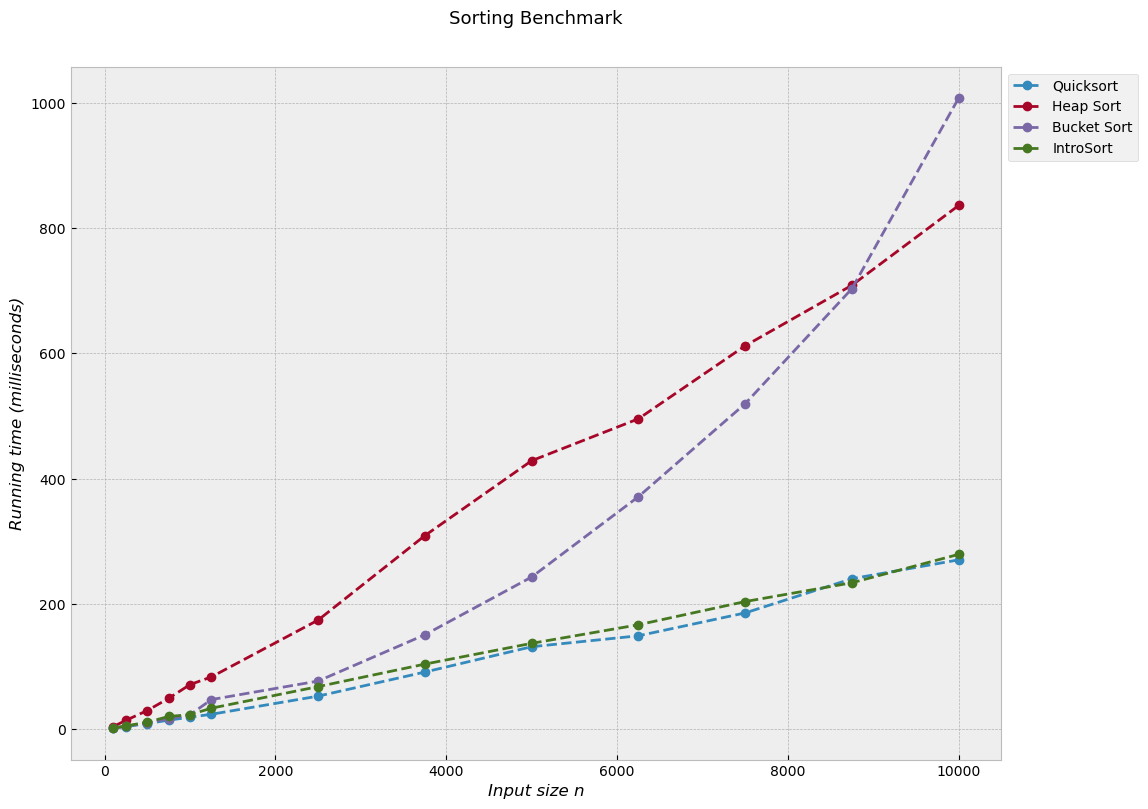 Sorting Benchmark
Quicksort
Heap Sort
Bucket Sort
IntroSort
Running time (milliseconds)
1000
800
600
400
200
0
0 2000 4000 6000 8000 10000
Input size n